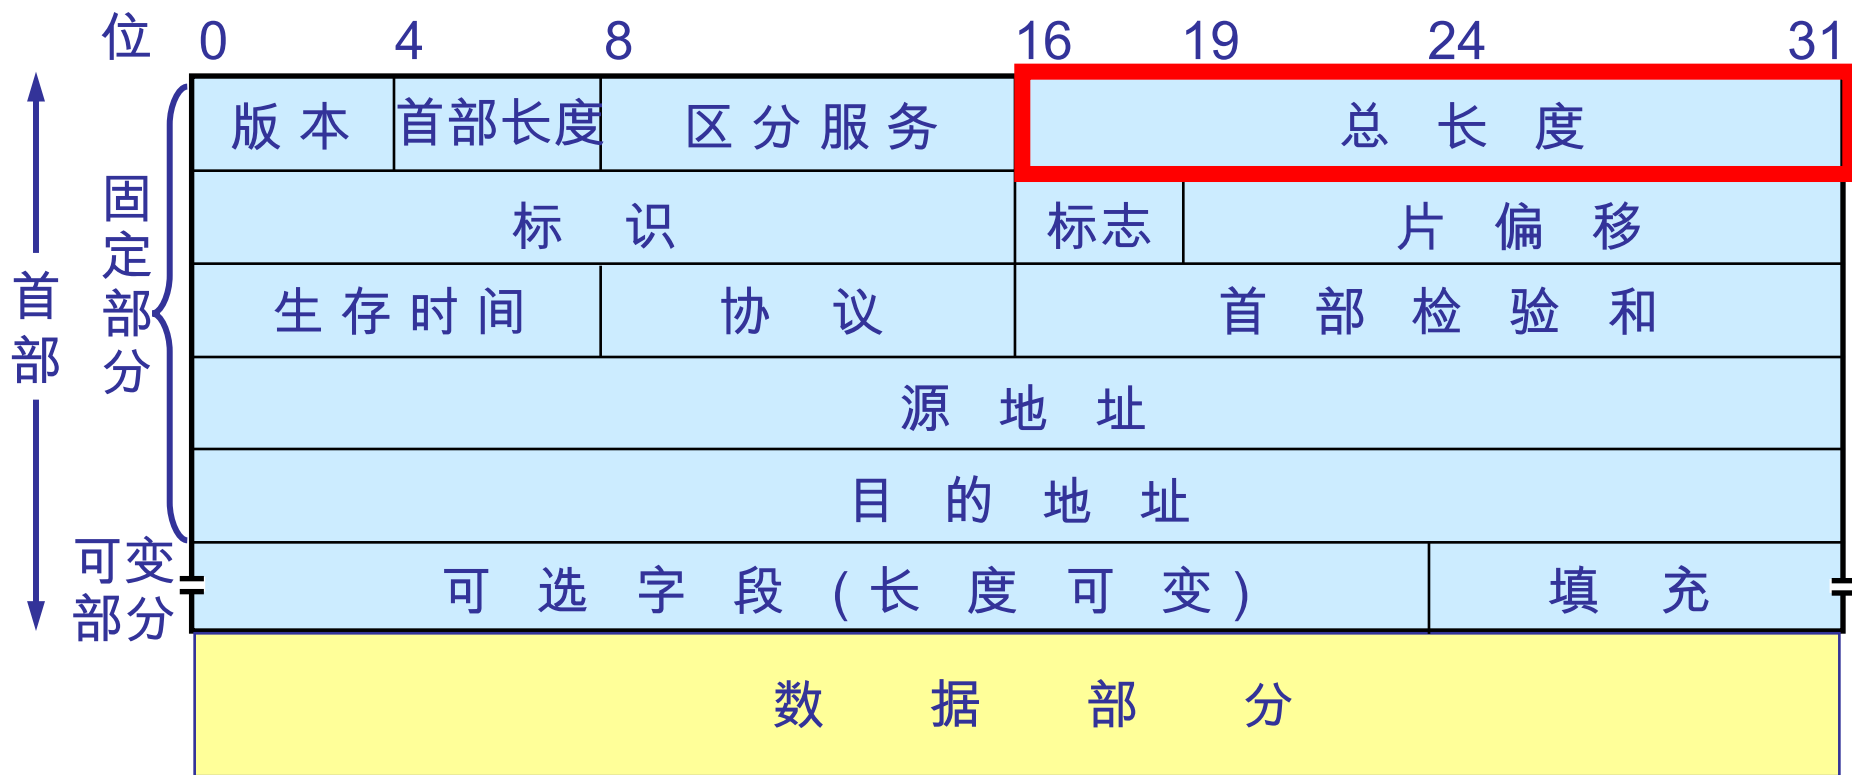 位 0 4 8 16 19 24 31
版本 首部长度 区分服务 总长度
标识 标志 片偏移
生存时间 协议 首部检验和
源地址
目的地址
可选字段(长度可变) 填充
数据部分
首部
固定部分
可变
部分